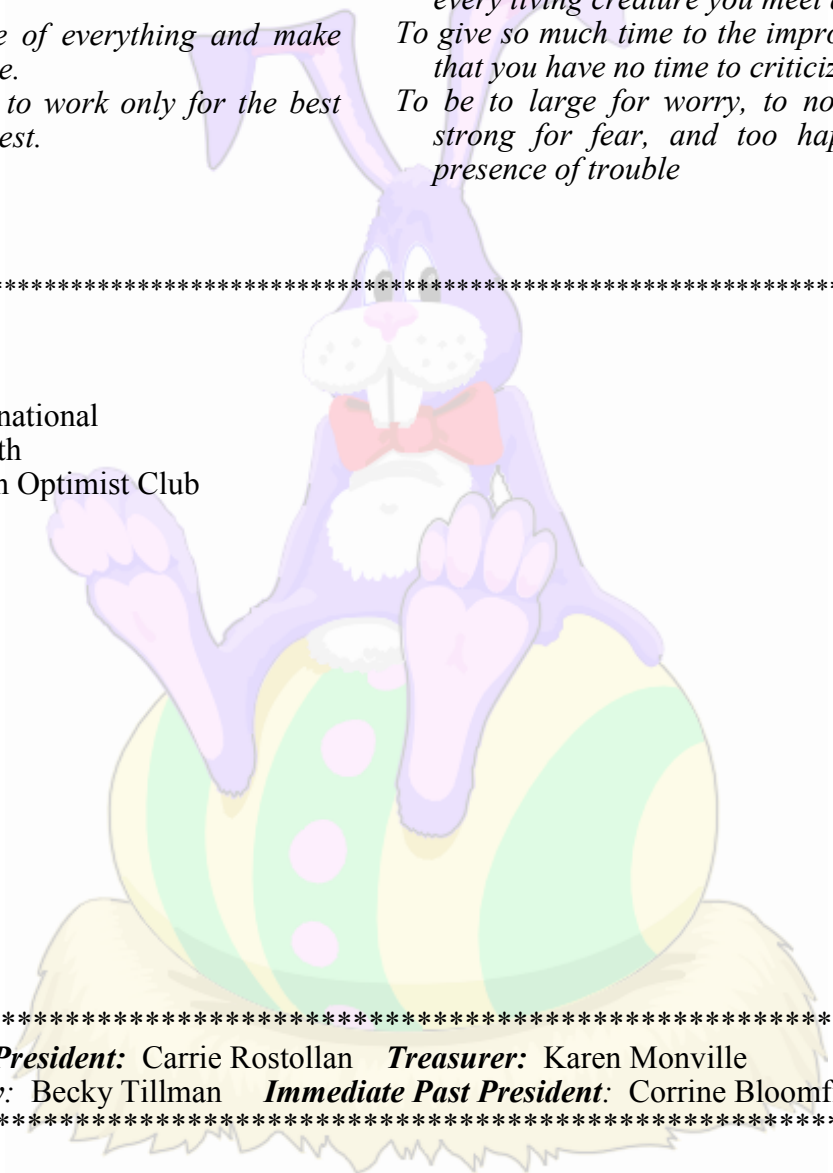 e of everything and make
e.
to work only for the best
est.
every living creature you meet
To give so much time to the impro
that you have no time to criticiz
To be to large for worry, to no
strong for fear, and too hap
presence of trouble
******************************************************************************
national
th
n Optimist Club
******************************************************************
President: Carrie Rostollan Treasurer: Karen Monville
y: Becky Tillman Immediate Past President: Corrine Bloomf
******************************************************************